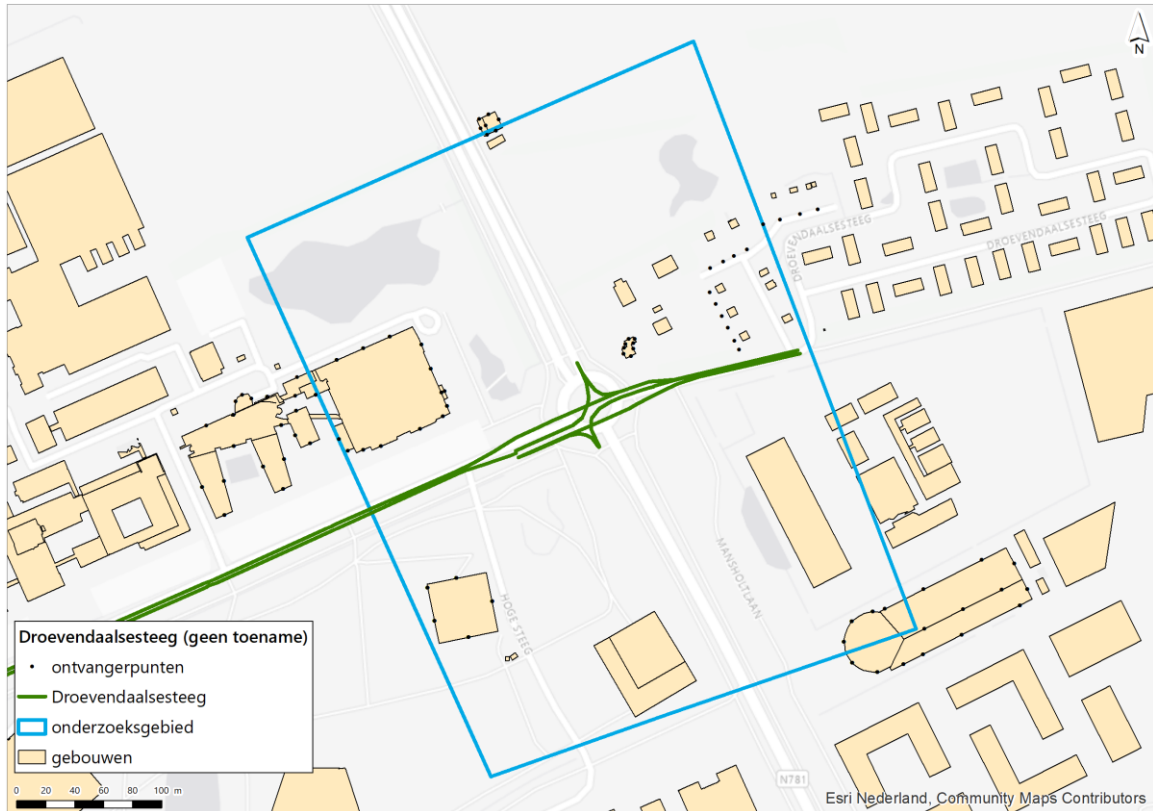 N
DROEVENDAALSESTEEG
DROEVENDAALSESTEEG
DROEVENDAALSESTEEG
MANSHOLTLAAN
HOGE STEEG
N781
Droevendaalsesteeg (geen toename)
ontvangerpunten
Droevendaalsesteeg
onderzoeksgebied
gebouwen
0 20 40 60 80 100 m
Esri Nederland, Community Maps Contributors